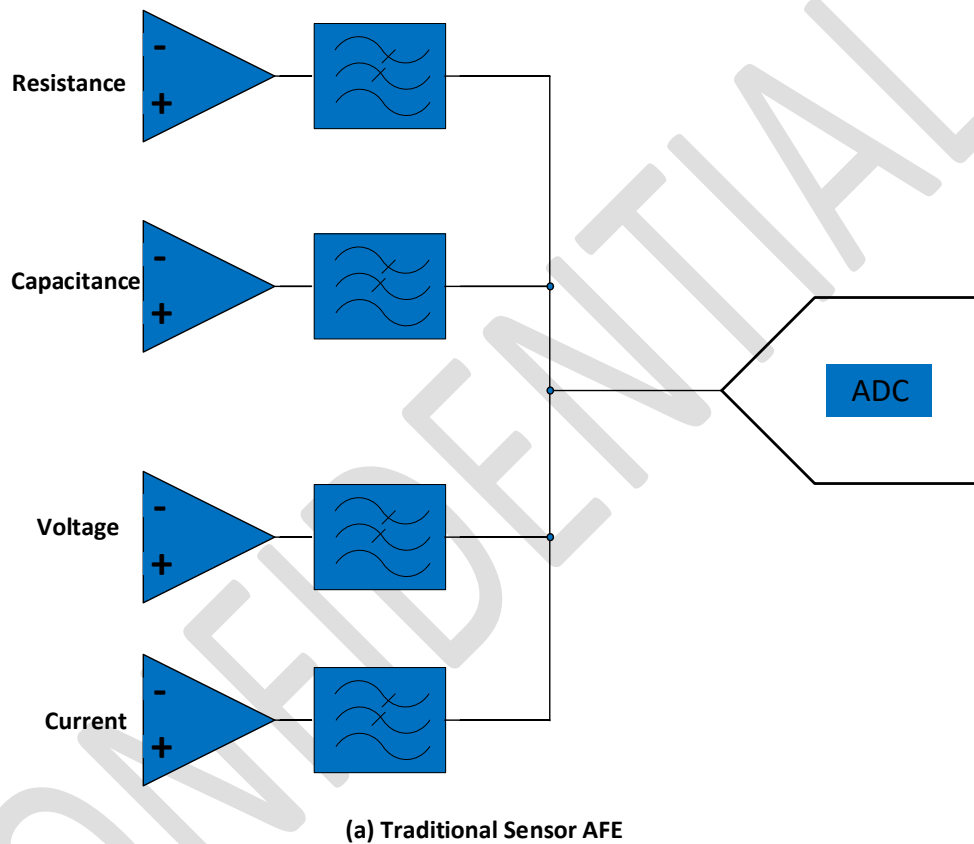 -
Resistance
+
-
Capacitance
+
ADC
-
Voltage
+
-
Current
+
(a) Traditional Sensor AFE
CONFIDENTIAL